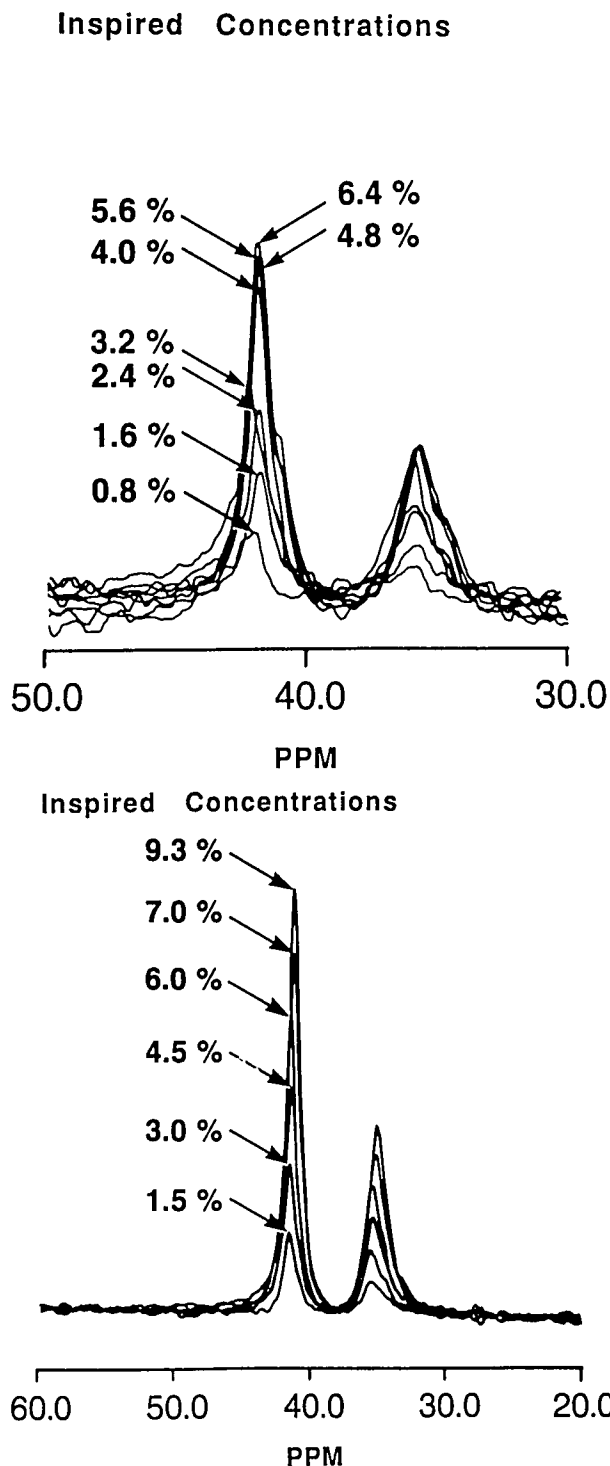 Inspired Concentrations
5.6 % 6.4 %
4.0 % 4.8 %
3.2 %
2.4 %
1.6 %
0.8 %
50.0 40.0 30.0
PPM
Inspired Concentrations
9.3 %
7.0 %
6.0 %
4.5 %
3.0 %
1.5 %
60.0 50.0 40.0 30.0 20.0
PPM